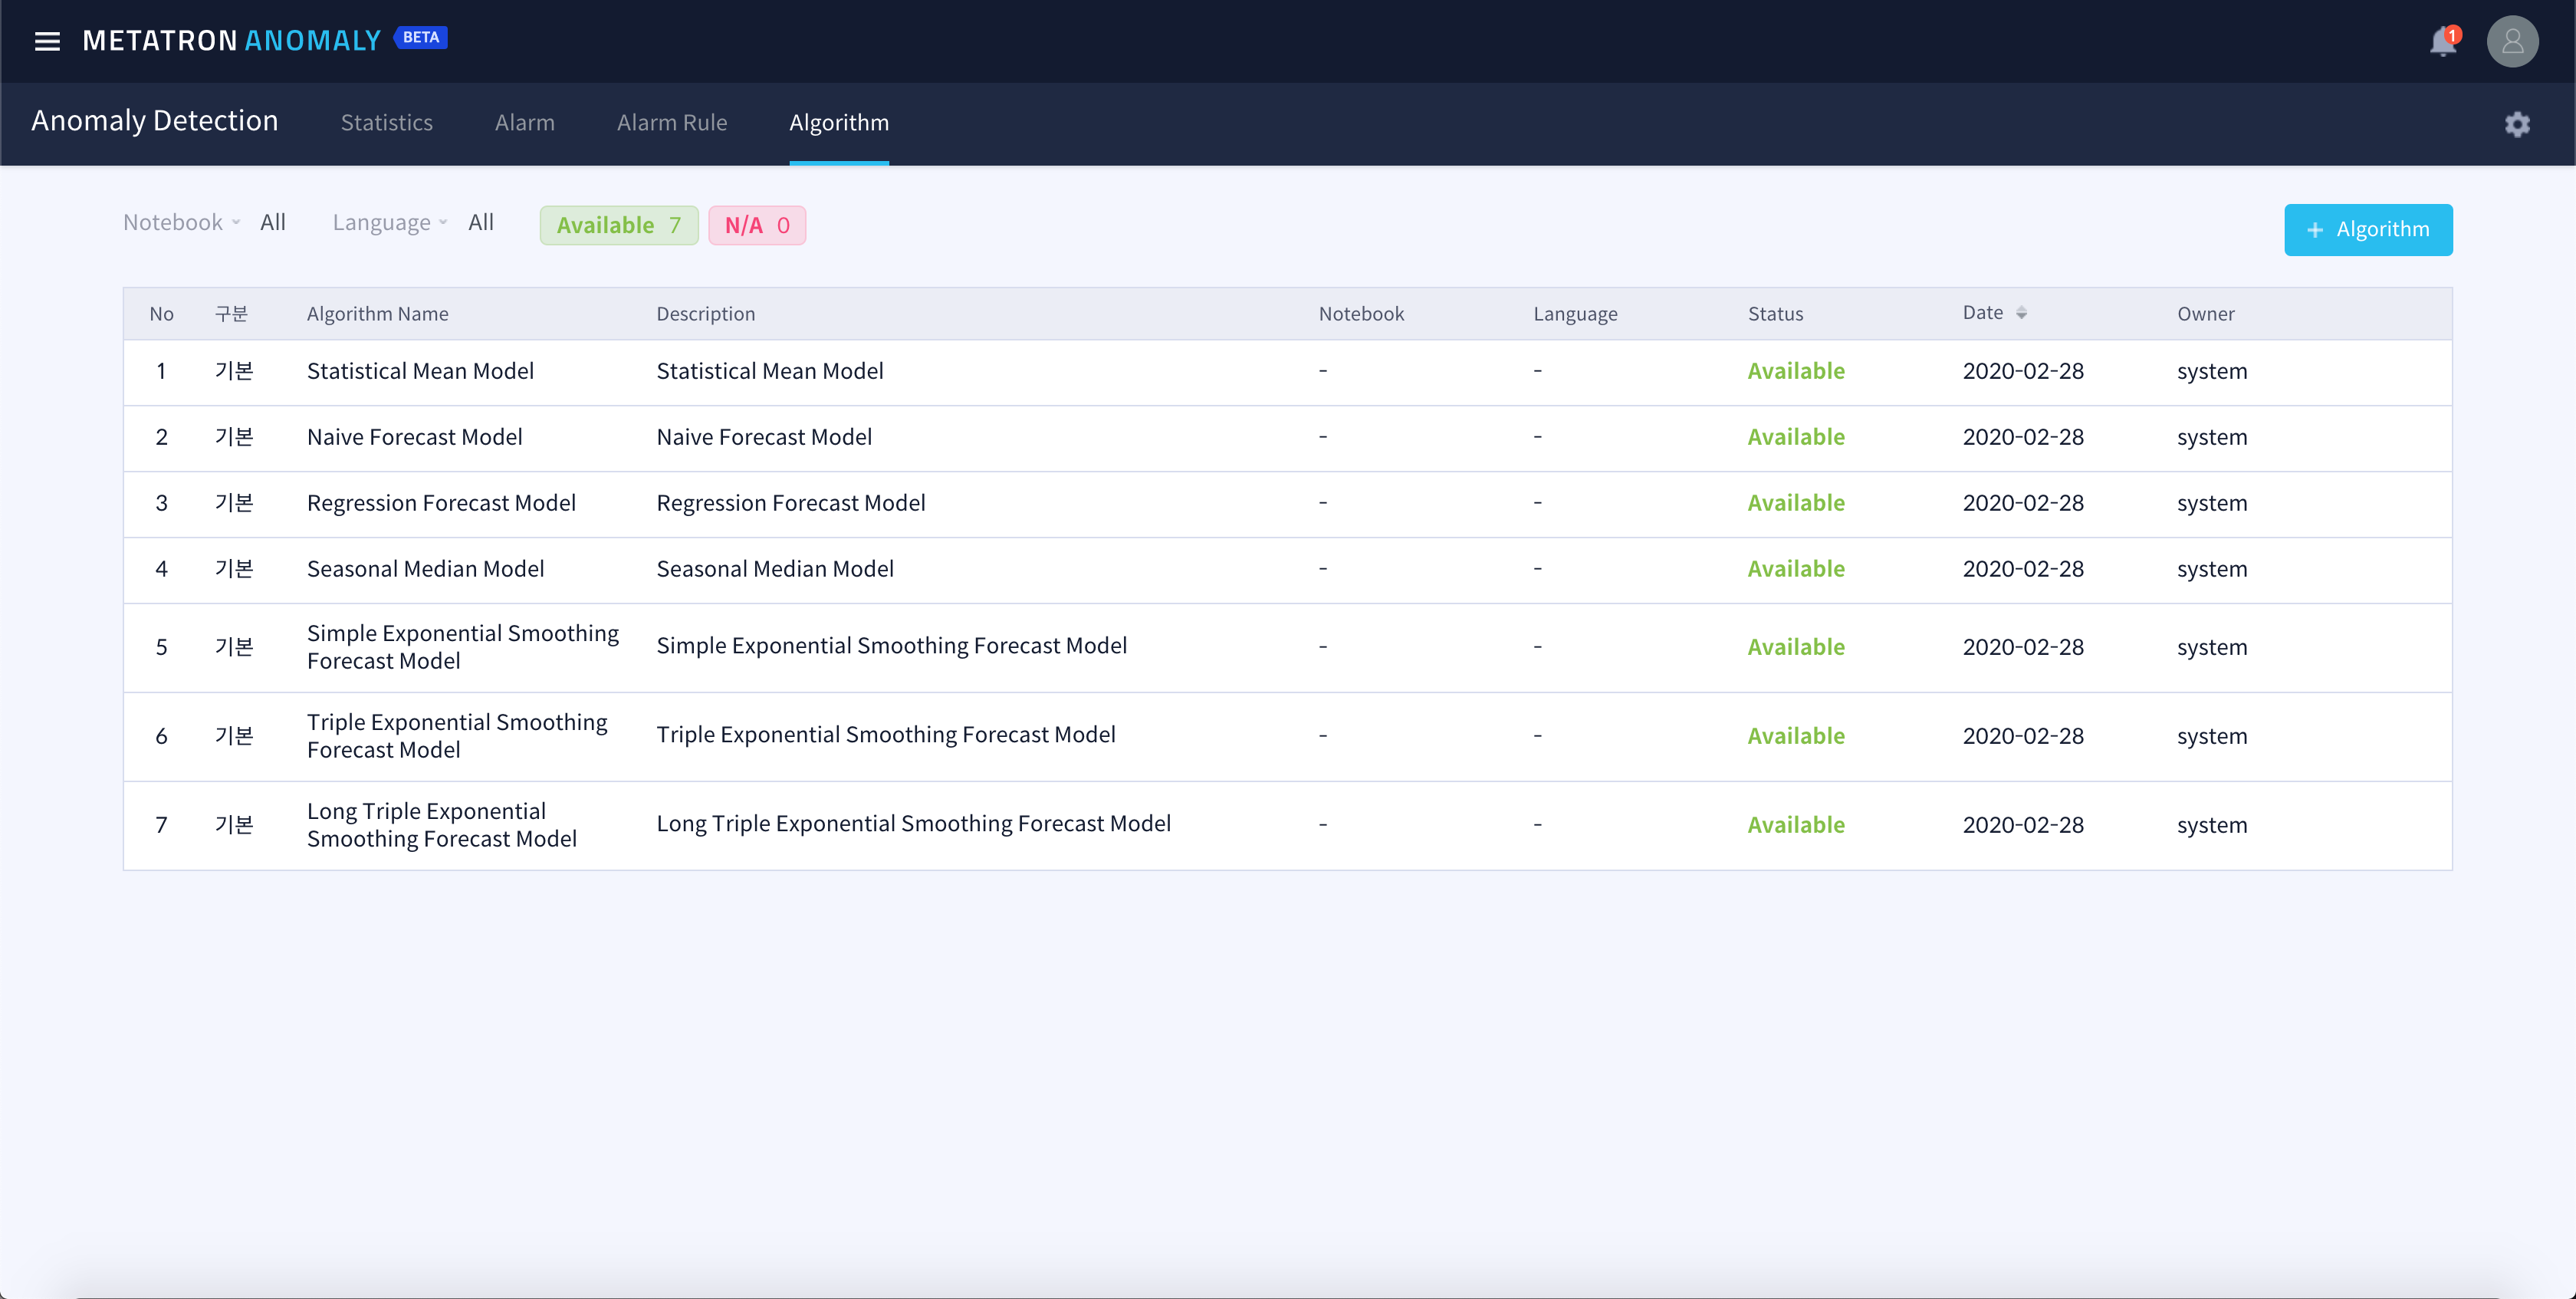 METATRON ANOMALY BETA
1
Anomaly Detection Statistics Alarm Alarm Rule Algorithm
Notebook All Language All Available 7 N/A 0 + Algorithm
No 구분 Algorithm Name Description Notebook Language Status Date Owner
1 기본 Statistical Mean Model Statistical Mean Model - - Available 2020-02-28 system
2 기본 Naive Forecast Model Naive Forecast Model - - Available 2020-02-28 system
3 기본 Regression Forecast Model Regression Forecast Model - - Available 2020-02-28 system
4 기본 Seasonal Median Model Seasonal Median Model - - Available 2020-02-28 system
5 기본 Simple Exponential Smoothing
Forecast Model Simple Exponential Smoothing Forecast Model - - Available 2020-02-28 system
6 기본 Triple Exponential Smoothing
Forecast Model Triple Exponential Smoothing Forecast Model - - Available 2020-02-28 system
7 기본 Long Triple Exponential
Smoothing Forecast Model Long Triple Exponential Smoothing Forecast Model - - Available 2020-02-28 system